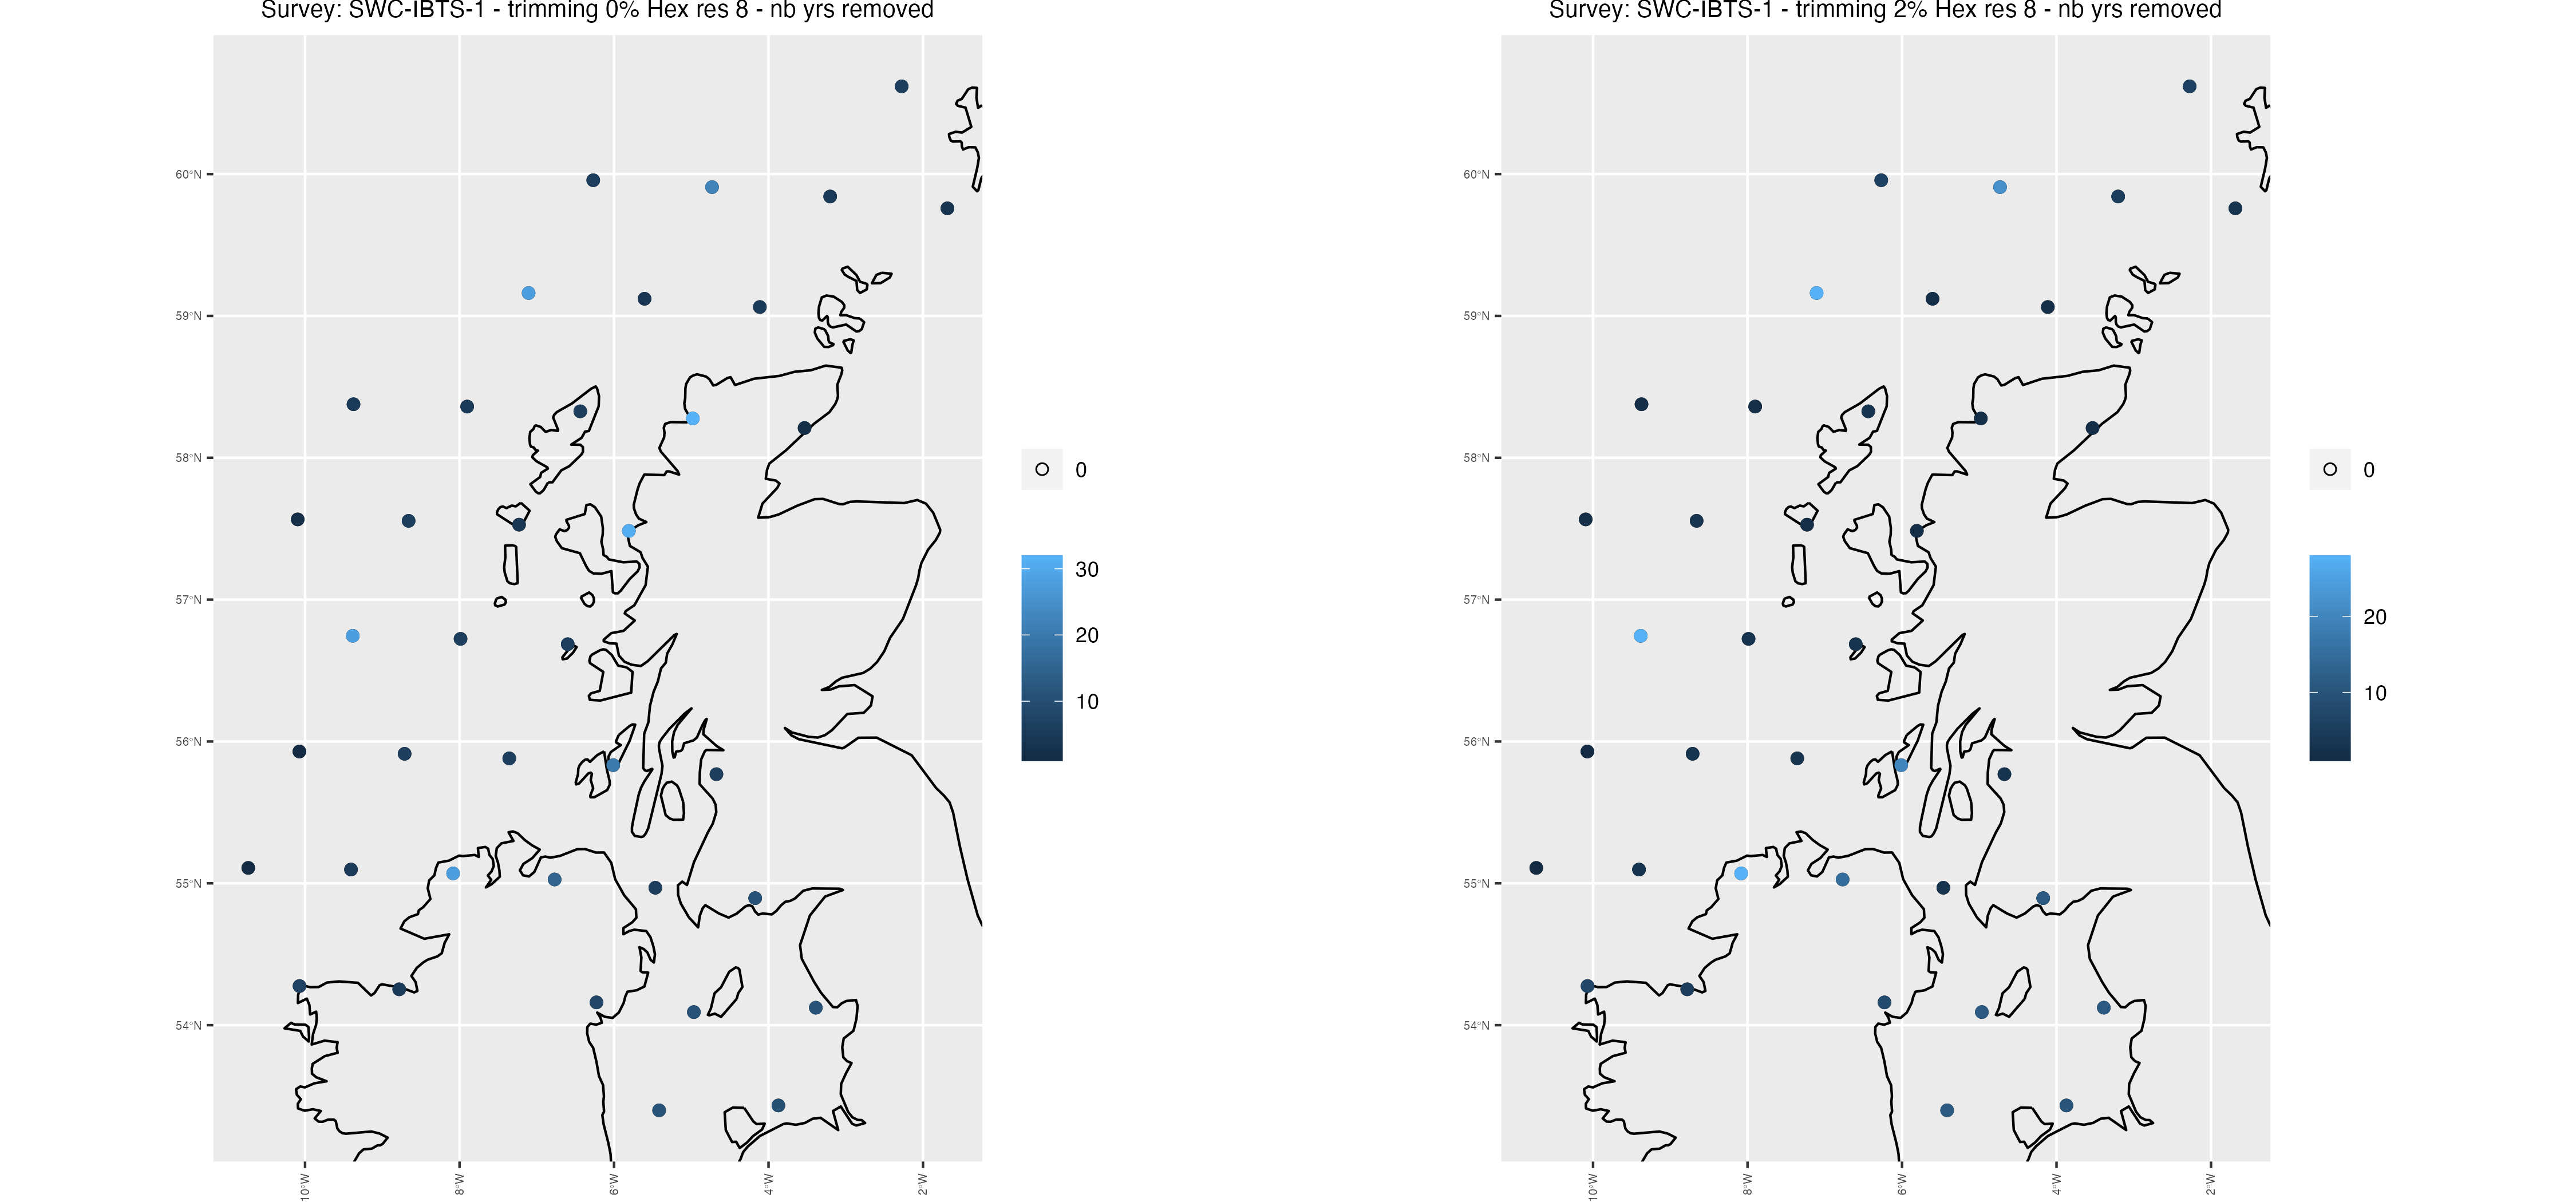 Survey: SWC-IBTS-1 - trimming 0% Hex res 8 - nb yrs removed
60°N
59°N
58°N
57°N
56°N
55°N
54°N
10°W
8°W
6°W
4°W
2°W
0
30
20
10
Survey: SWC-IBTS-1 - trimming 2% Hex res 8 - nb yrs removed
60°N
59°N
58°N
57°N
56°N
55°N
54°N
10°W
8°W
6°W
4°W
2°W
0
20
10